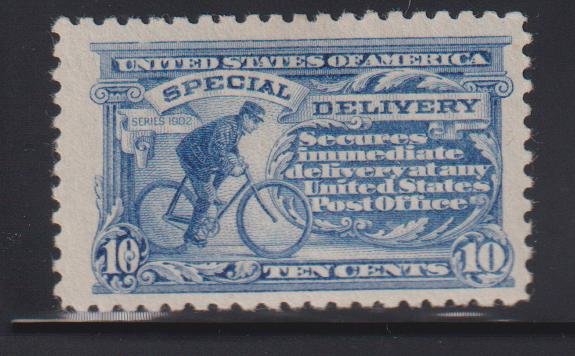 UNITED STATES OF AMERICA
SPECIAL
DELIVERY
SERIES 1902
Secures
immediate
delivery at any
United States
Post Office
10
TEN CENTS
10